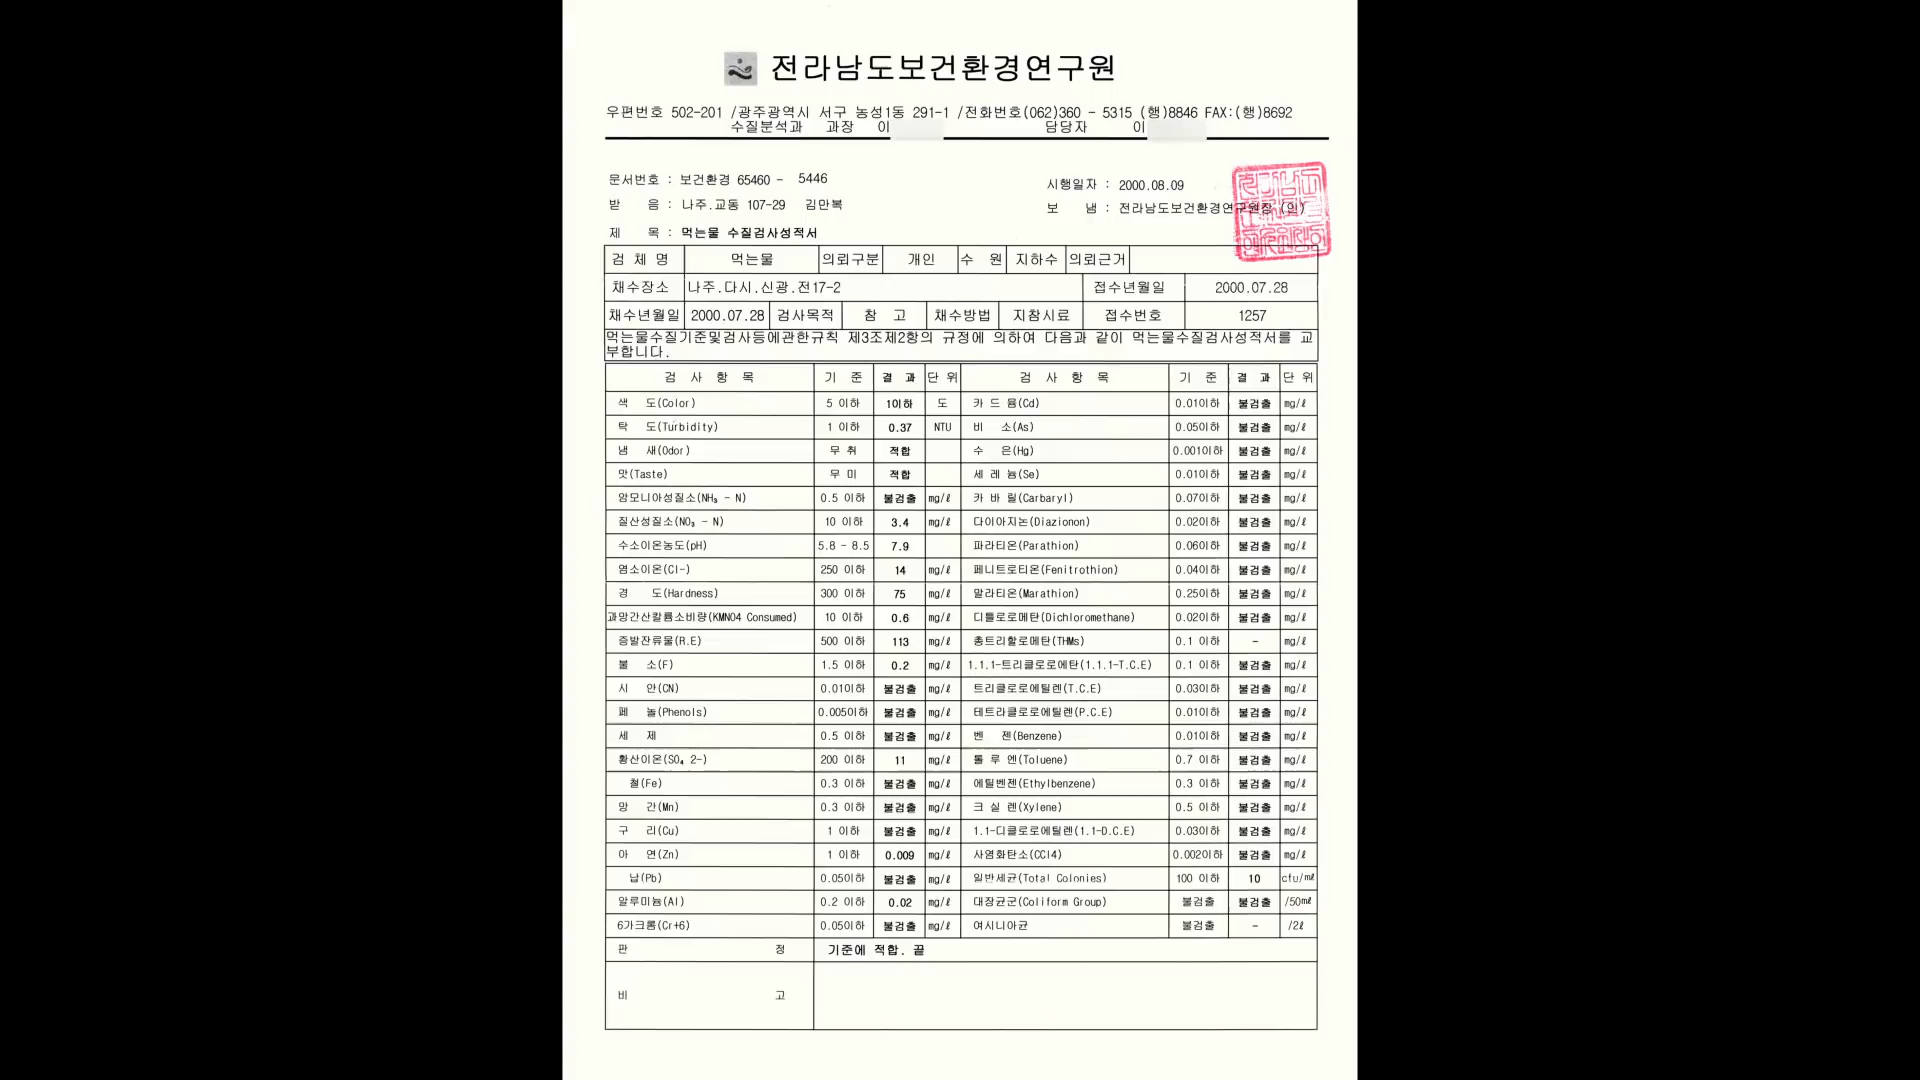 전라남도보건환경연구원
우편번호 502-201 /광주광역시 서구 농성1동 291-1 /전화번호(062)360 - 5315 (행)8846 FAX:(행)8692
수질분석과 과장 이 담당자 이
문서번호 : 보건환경 65460 - 5446 시행일자 : 2000.08.09
받 음 : 나주.교동 107-29 김만복 보 냄 : 전라남도보건환경연구원장 (인)
제 목 : 먹는물 수질검사성적서
검 체 명 먹는물 의뢰구분 개인 수 원 지하수 의뢰근거
채수장소 나주.다시.신광.전17-2 접수년월일 2000.07.28
채수년월일 2000.07.28 검사목적 참 고 채수방법 지참시료 접수번호 1257
먹는물수질기준및검사등에관한규칙 제3조제2항의 규정에 의하여 다음과 같이 먹는물수질검사성적서를 교
부합니다.
검 사 항 목 기 준 결 과 단 위 검 사 항 목 기 준 결 과 단 위
색 도(Color) 5 이하 1이하 도 카 드 뮴(Cd) 0.01이하 불검출 mg/ℓ
탁 도(Turbidity) 1 이하 0.37 NTU 비 소(As) 0.05이하 불검출 mg/ℓ
냄 새(Odor) 무 취 적합 수 은(Hg) 0.001이하 불검출 mg/ℓ
맛(Taste) 무 미 적합 세 레 늄(Se) 0.01이하 불검출 mg/ℓ
암모니아성질소(NH₃ - N) 0.5 이하 불검출 mg/ℓ 카 바 릴(Carbaryl) 0.07이하 불검출 mg/ℓ
질산성질소(NO₃ - N) 10 이하 3.4 mg/ℓ 다이아지논(Diazionon) 0.02이하 불검출 mg/ℓ
수소이온농도(pH) 5.8 - 8.5 7.9 파라티온(Parathion) 0.06이하 불검출 mg/ℓ
염소이온(Cl-) 250 이하 14 mg/ℓ 페니트로티온(Fenitrothion) 0.04이하 불검출 mg/ℓ
경 도(Hardness) 300 이하 75 mg/ℓ 말라티온(Marathion) 0.25이하 불검출 mg/ℓ
과망간산칼륨소비량(KMNO4 Consumed) 10 이하 0.6 mg/ℓ 디틀로로메탄(Dichloromethane) 0.02이하 불검출 mg/ℓ
증발잔류물(R.E) 500 이하 113 mg/ℓ 총트리할로메탄(THMs) 0.1 이하 - mg/ℓ
불 소(F) 1.5 이하 0.2 mg/ℓ 1.1.1-트리클로로에탄(1.1.1-T.C.E) 0.1 이하 불검출 mg/ℓ
시 안(CN) 0.01이하 불검출 mg/ℓ 트리클로로에틸렌(T.C.E) 0.03이하 불검출 mg/ℓ
페 놀(Phenols) 0.005이하 불검출 mg/ℓ 테트라클로로에틸렌(P.C.E) 0.01이하 불검출 mg/ℓ
세 제 0.5 이하 불검출 mg/ℓ 벤 젠(Benzene) 0.01이하 불검출 mg/ℓ
황산이온(SO₄ 2-) 200 이하 11 mg/ℓ 톨 루 엔(Toluene) 0.7 이하 불검출 mg/ℓ
철(Fe) 0.3 이하 불검출 mg/ℓ 에틸벤젠(Ethylbenzene) 0.3 이하 불검출 mg/ℓ
망 간(Mn) 0.3 이하 불검출 mg/ℓ 크 실 렌(Xylene) 0.5 이하 불검출 mg/ℓ
구 리(Cu) 1 이하 불검출 mg/ℓ 1.1-디클로로에틸렌(1.1-D.C.E) 0.03이하 불검출 mg/ℓ
아 연(Zn) 1 이하 0.009 mg/ℓ 사염화탄소(CCl4) 0.002이하 불검출 mg/ℓ
납(Pb) 0.05이하 불검출 mg/ℓ 일반세균(Total Colonies) 100 이하 10 cfu/mℓ
알루미늄(Al) 0.2 이하 0.02 mg/ℓ 대장균군(Coliform Group) 불검출 불검출 /50mℓ
6가크롬(Cr+6) 0.05이하 불검출 mg/ℓ 여시니아균 불검출 - /2ℓ
판 정 기준에 적합. 끝
비 고